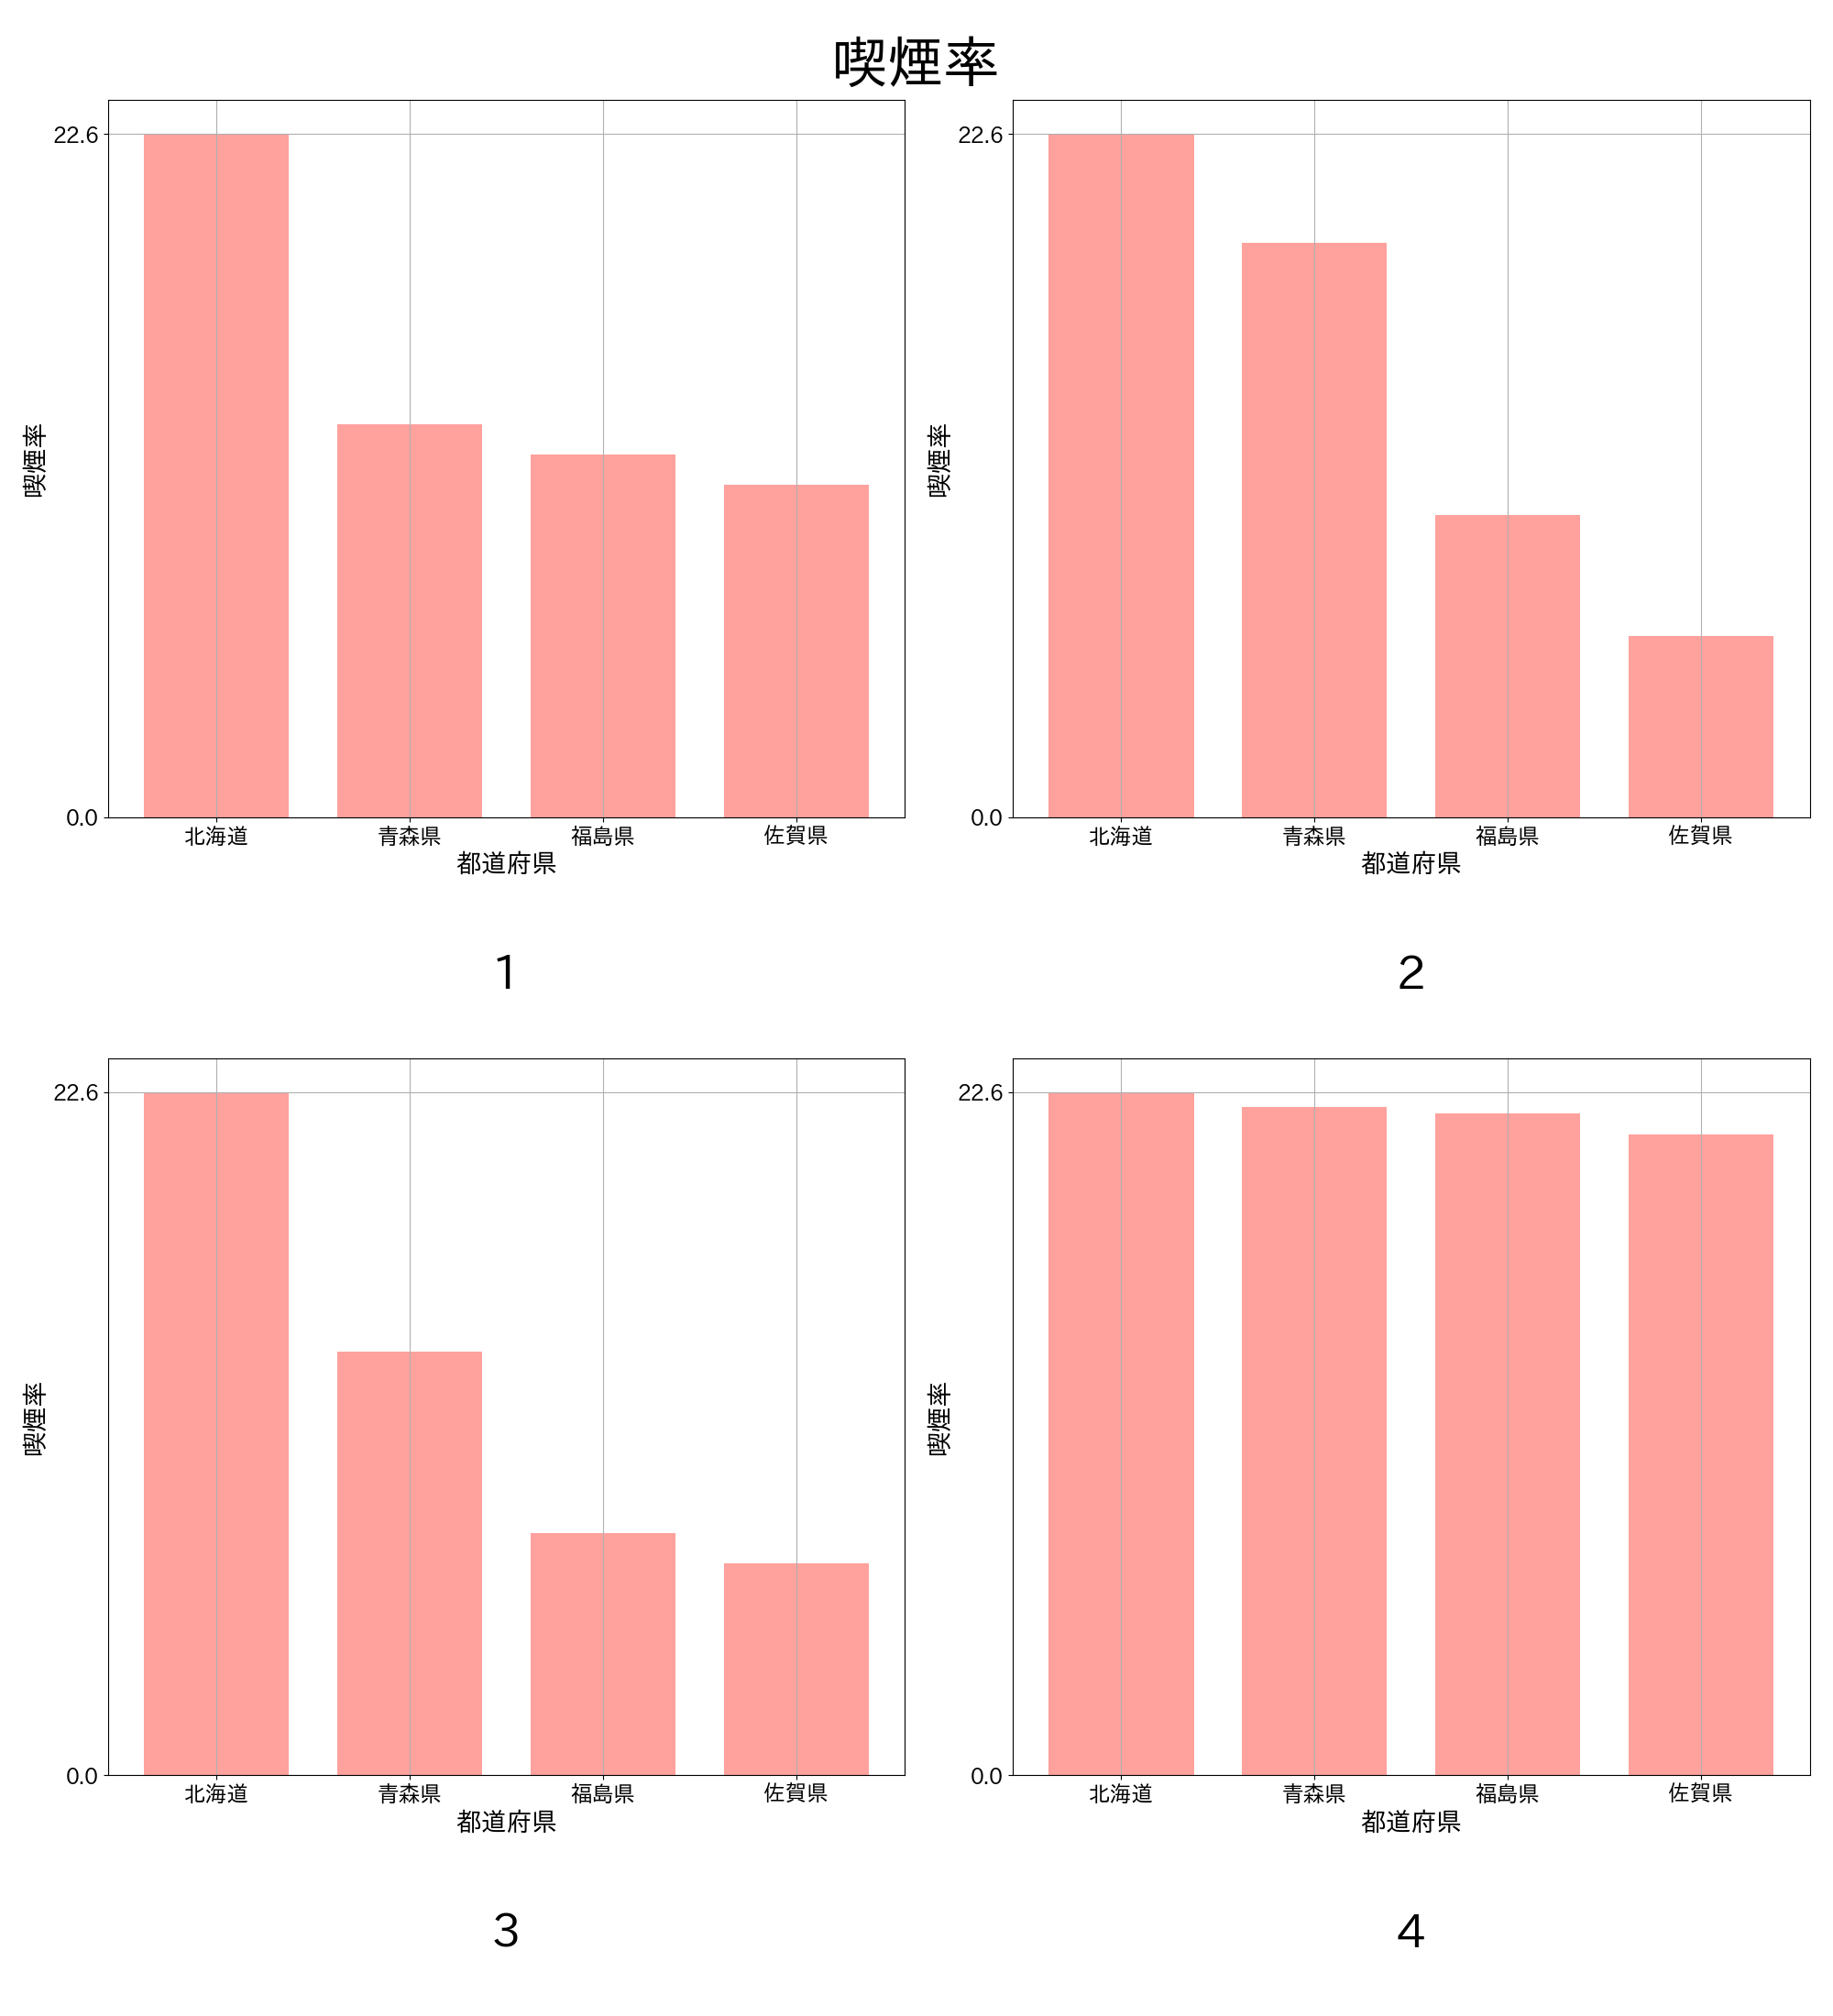 喫煙率
22.6
喫煙率
0.0
北海道 青森県 福島県 佐賀県
都道府県
1
22.6
喫煙率
0.0
北海道 青森県 福島県 佐賀県
都道府県
2
22.6
喫煙率
0.0
北海道 青森県 福島県 佐賀県
都道府県
3
22.6
喫煙率
0.0
北海道 青森県 福島県 佐賀県
都道府県
4